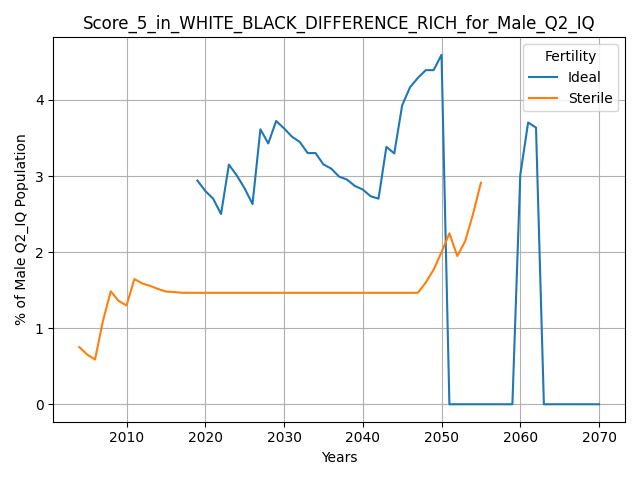 Score_5_in_WHITE_BLACK_DIFFERENCE_RICH_for_Male_Q2_IQ
Fertility
Ideal
Sterile
% of Male Q2_IQ Population
4
3
2
1
0
2010 2020 2030 2040 2050 2060 2070
Years